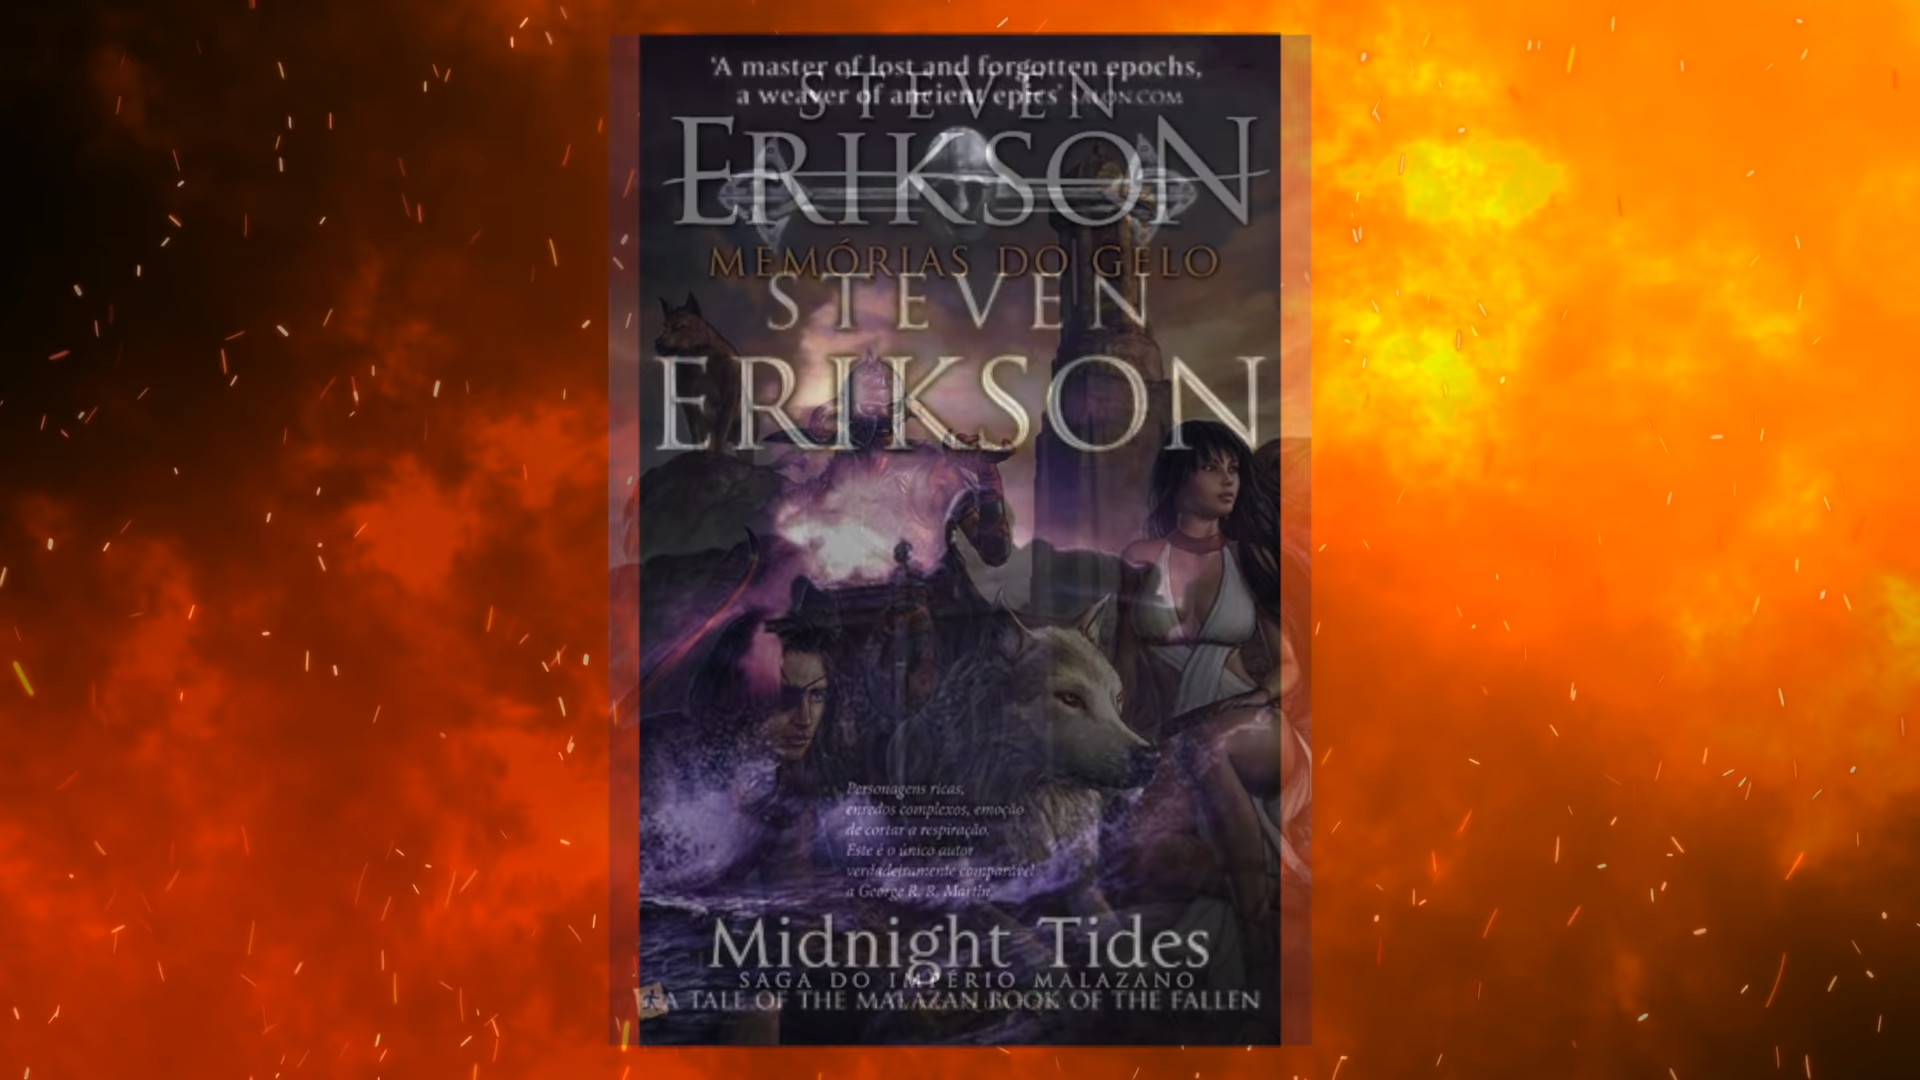 'A master of lost and forgotten epochs,
a weaver of ancient epics' SALON.COM
STEVEN
ERIKSON
MEMÓRIAS DO GELO
STEVEN
ERIKSON
Personagens ricas,
enredos complexos, emoção
de cortar a respiração.
Este é o único autor
verdadeiramente comparável
a George R. R. Martin.
Midnight Tides
SAGA DO IMPÉRIO MALAZANO
A TALE OF THE MALAZAN BOOK OF THE FALLEN